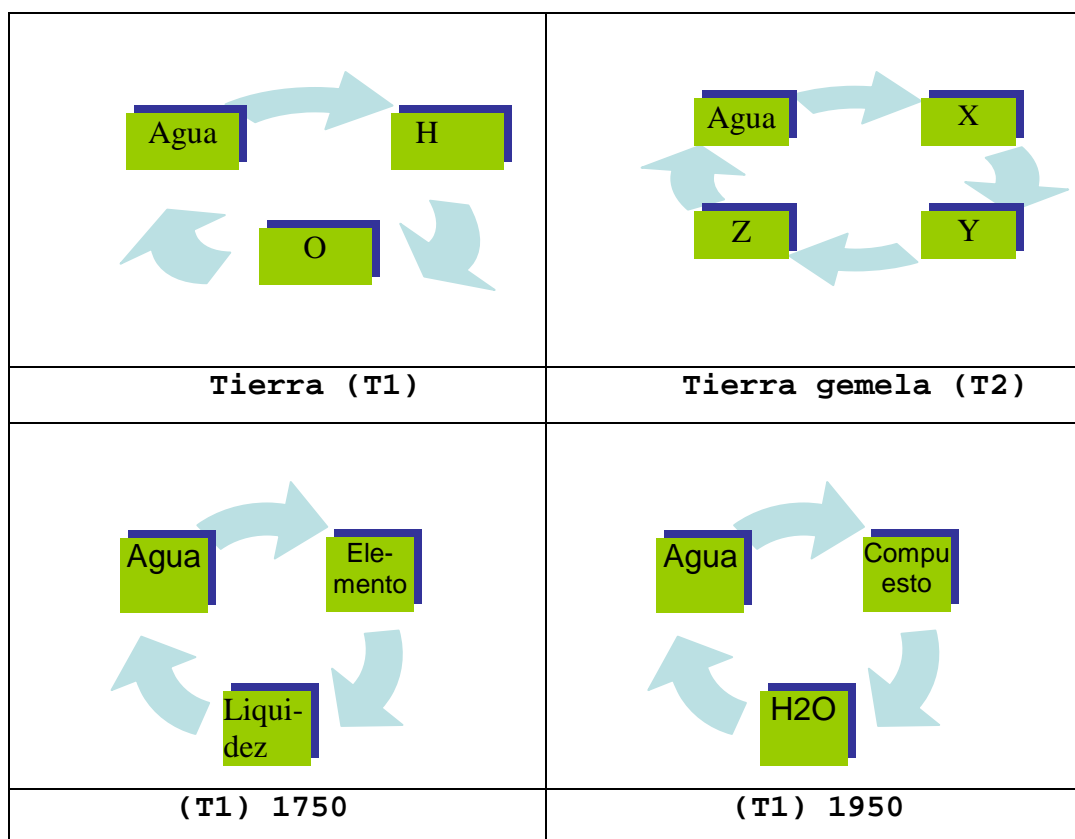 Agua
H
O
Agua
X
Z
Y
Tierra (T1)
Tierra gemela (T2)
Agua
Ele-
mento
Liqui-
dez
Agua
Compu
esto
H2O
(T1) 1750
(T1) 1950